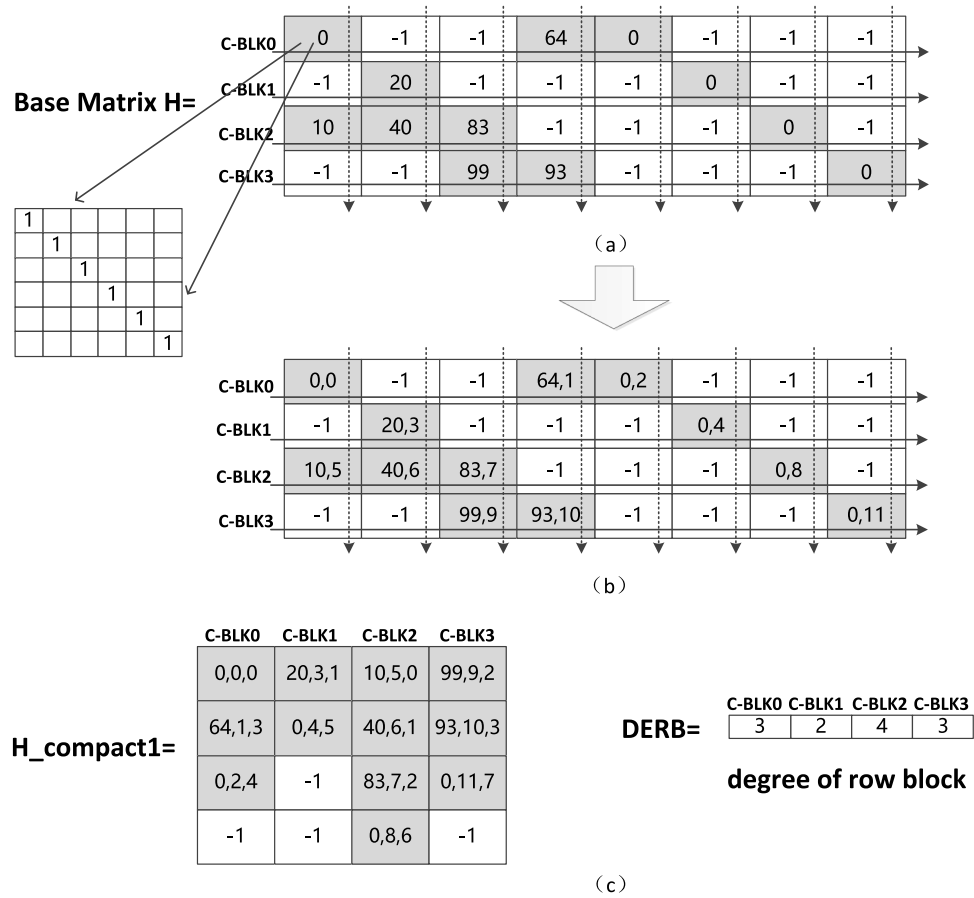 C-BLK0 0 -1 -1 64 0 -1 -1 -1
C-BLK1 -1 20 -1 -1 -1 0 -1 -1
Base Matrix H=
C-BLK2 10 40 83 -1 -1 -1 0 -1
C-BLK3 -1 -1 99 93 -1 -1 -1 0
1
1
1
1
1
1
（a）
C-BLK0 0,0 -1 -1 64,1 0,2 -1 -1 -1
C-BLK1 -1 20,3 -1 -1 -1 0,4 -1 -1
C-BLK2 10,5 40,6 83,7 -1 -1 -1 0,8 -1
C-BLK3 -1 -1 99,9 93,10 -1 -1 -1 0,11
（b）
C-BLK0 C-BLK1 C-BLK2 C-BLK3
0,0,0 20,3,1 10,5,0 99,9,2
64,1,3 0,4,5 40,6,1 93,10,3
H_compact1=
0,2,4 -1 83,7,2 0,11,7
-1 -1 0,8,6 -1
C-BLK0 C-BLK1 C-BLK2 C-BLK3
DERB= 3 2 4 3
degree of row block
（c）